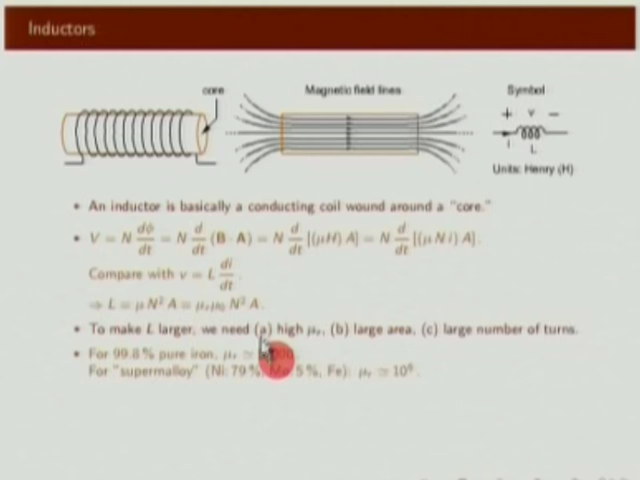 Inductors
core
Magnetic field lines
Symbol
+ v −
i
L
Units: Henry (H)
• An inductor is basically a conducting coil wound around a "core."
• V = N dφ/dt = N d/dt (B · A) = N d/dt [(μH) A] = N d/dt [(μ N i) A].
Compare with v = L di/dt.
⇒ L = μ N² A = μᵣμ₀ N² A.
• To make L larger, we need (a) high μᵣ, (b) large area, (c) large number of turns.
• For 99.8 % pure iron, μᵣ ≃
For "supermalloy" (Ni: 79 %, Mo: 5 %, Fe): μᵣ ≃ 10⁶.